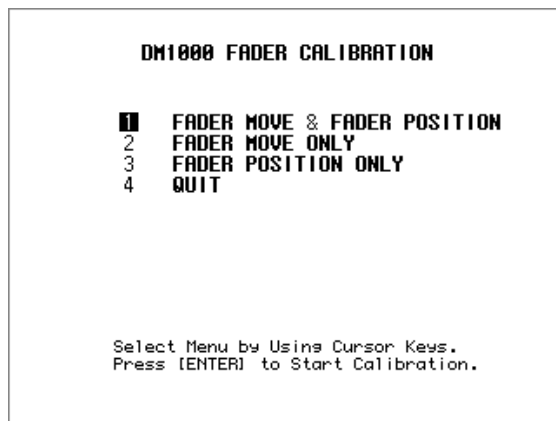 DM1000 FADER CALIBRATION
1 FADER MOVE & FADER POSITION
2 FADER MOVE ONLY
3 FADER POSITION ONLY
4 QUIT
Select Menu by Using Cursor Keys.
Press [ENTER] to Start Calibration.